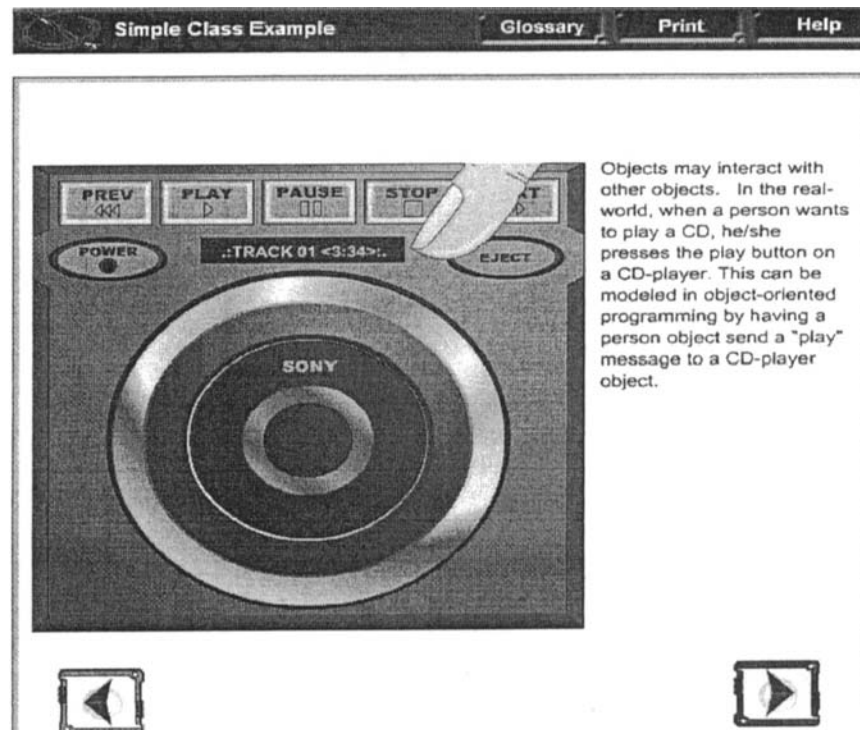 Simple Class Example Glossary Print Help
PREV PLAY PAUSE STOP
POWER .:TRACK 01 <3:34>:. EJECT
SONY
Objects may interact with
other objects. In the real-
world, when a person wants
to play a CD, he/she
presses the play button on
a CD-player. This can be
modeled in object-oriented
programming by having a
person object send a "play"
message to a CD-player
object.